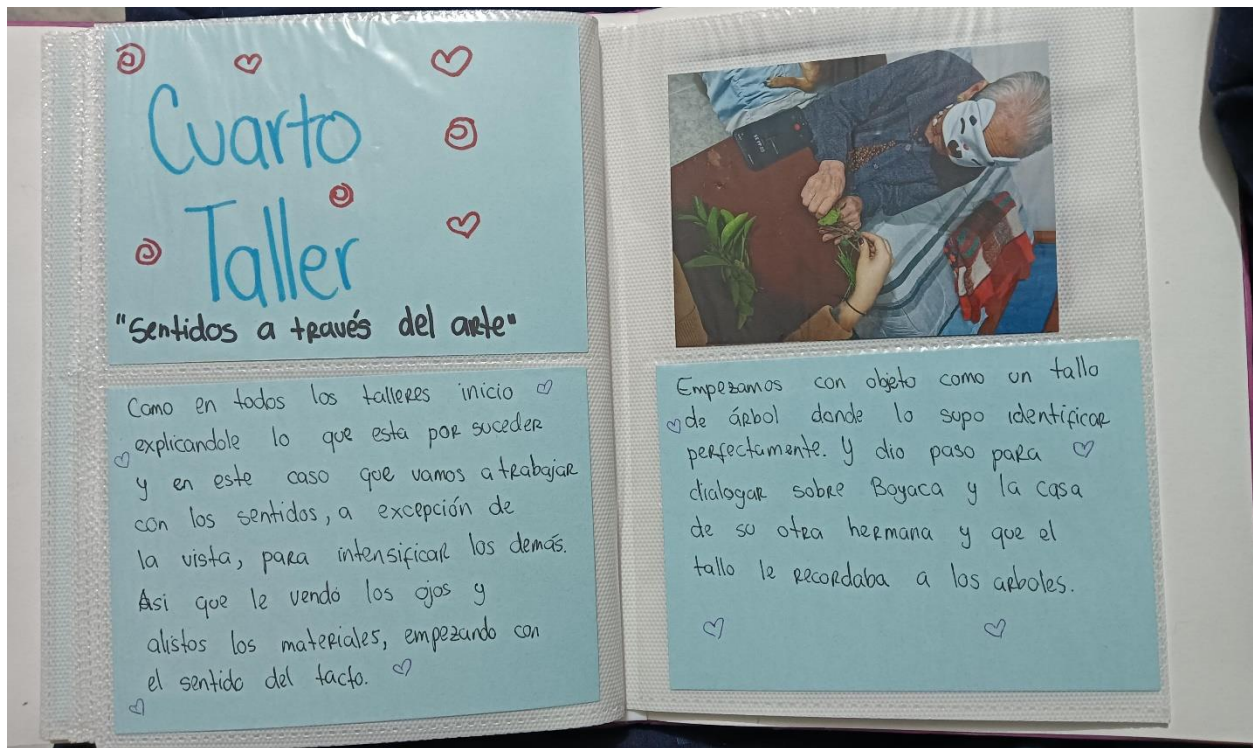 Cuarto
Taller
"Sentidos a través del arte"
Como en todos los talleres inicio
explicandole lo que esta por suceder
y en este caso que vamos a trabajar
con los sentidos, a excepción de
la vista, para intensificar los demás.
Asi que le vendo los ojos y
alistos los materiales, empezando con
el sentido del tacto.
Empezamos con objeto como un tallo
de árbol donde lo supo identificar
perfectamente. Y dio paso para
dialogar sobre Boyaca y la casa
de su otra hermana y que el
tallo le recordaba a los arboles.